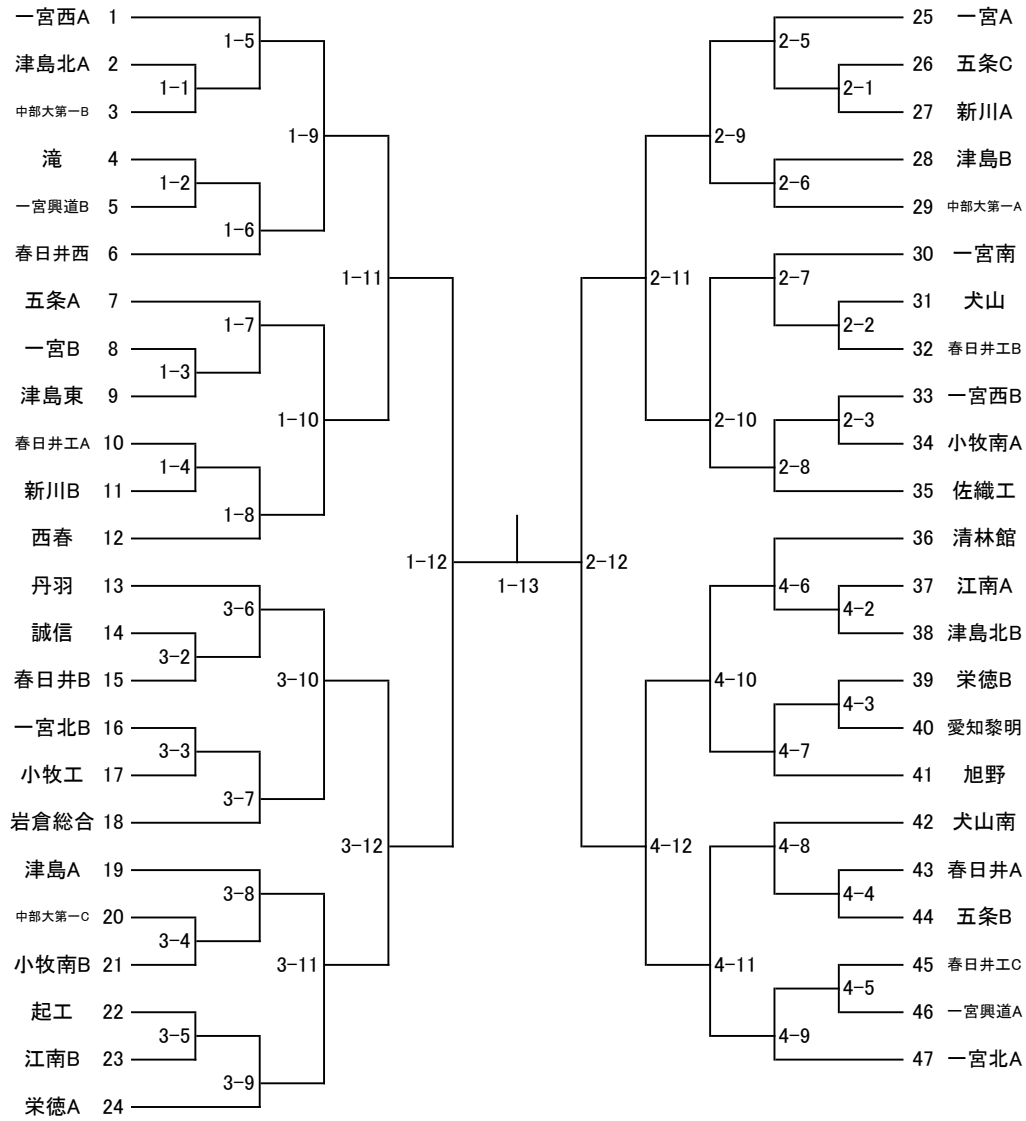 一宮西A 1
1-5
津島北A 2
1-1
中部大第一B 3
1-9
滝 4
1-2
一宮興道B 5
1-6
春日井西 6
1-11
五条A 7
1-7
一宮B 8
1-3
津島東 9
1-10
春日井工A 10
1-4
新川B 11
1-8
西春 12
1-12
丹羽 13
3-6
誠信 14
3-2
春日井B 15
3-10
一宮北B 16
3-3
小牧工 17
3-7
岩倉総合 18
3-12
津島A 19
3-8
中部大第一C 20
3-4
小牧南B 21
3-11
起工 22
3-5
江南B 23
3-9
栄徳A 24
1-13
25 一宮A
2-5
26 五条C
2-1
27 新川A
2-9
28 津島B
2-6
29 中部大第一A
30 一宮南
2-11
2-7
31 犬山
2-2
32 春日井工B
33 一宮西B
2-10
2-3
34 小牧南A
2-8
35 佐織工
36 清林館
2-12
4-6
37 江南A
4-2
38 津島北B
39 栄徳B
4-10
4-3
40 愛知黎明
4-7
41 旭野
42 犬山南
4-12
4-8
43 春日井A
4-4
44 五条B
45 春日井工C
4-11
4-5
46 一宮興道A
4-9
47 一宮北A